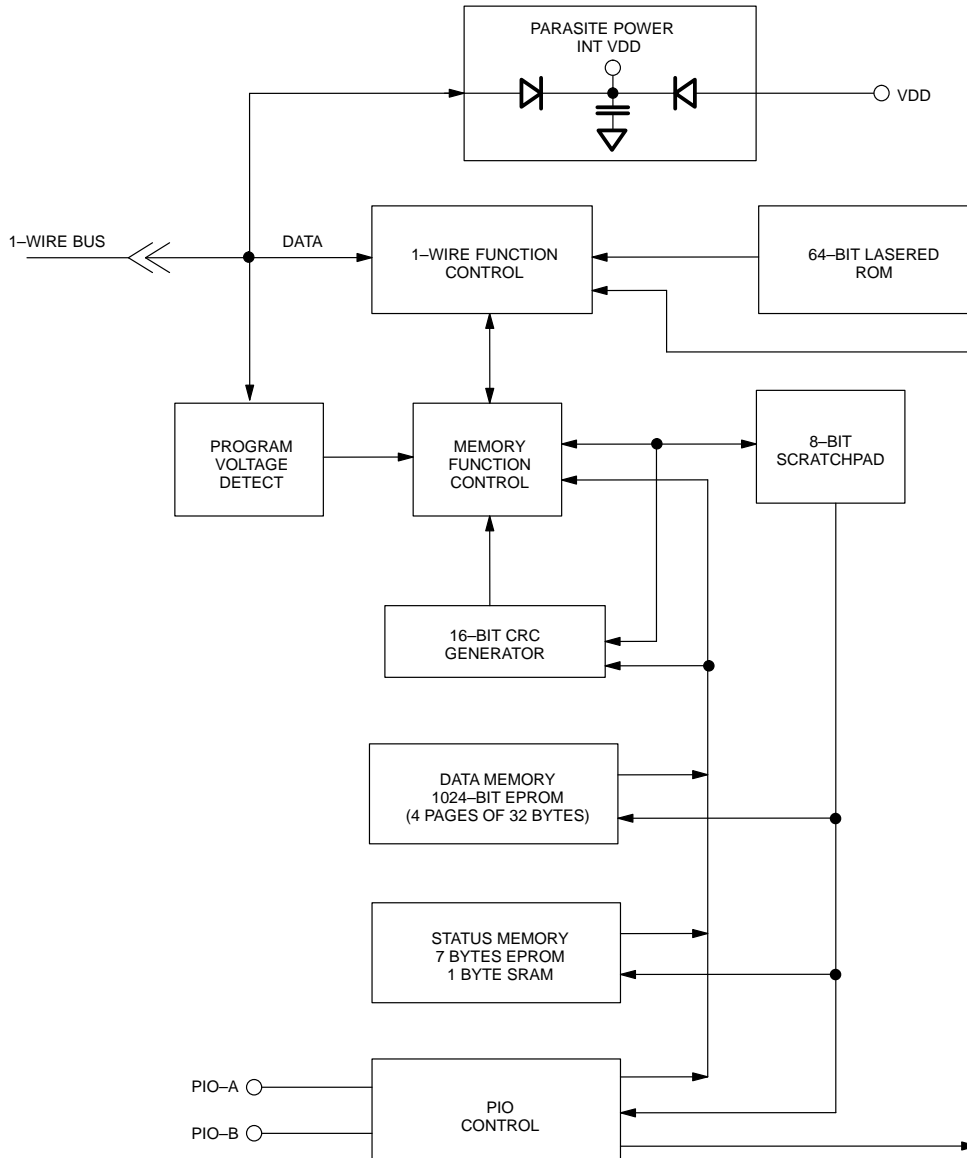 PARASITE POWER
INT VDD
VDD
1–WIRE BUS
DATA
1–WIRE FUNCTION
CONTROL
64–BIT LASERED
ROM
PROGRAM
VOLTAGE
DETECT
MEMORY
FUNCTION
CONTROL
8–BIT
SCRATCHPAD
16–BIT CRC
GENERATOR
DATA MEMORY
1024–BIT EPROM
(4 PAGES OF 32 BYTES)
STATUS MEMORY
7 BYTES EPROM
1 BYTE SRAM
PIO–A
PIO–B
PIO
CONTROL